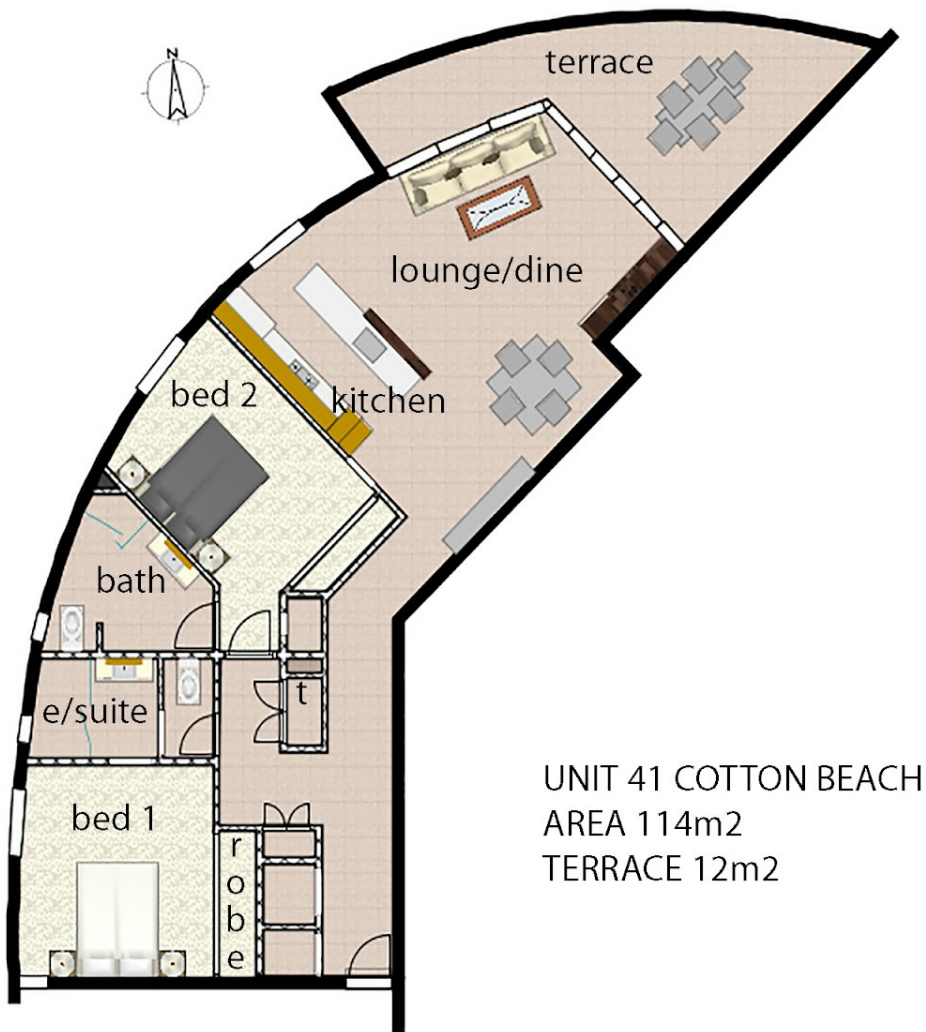 N
terrace
lounge/dine
bed 2
kitchen
bath
t
e/suite
bed 1
r
o
b
e
UNIT 41 COTTON BEACH
AREA 114m2
TERRACE 12m2